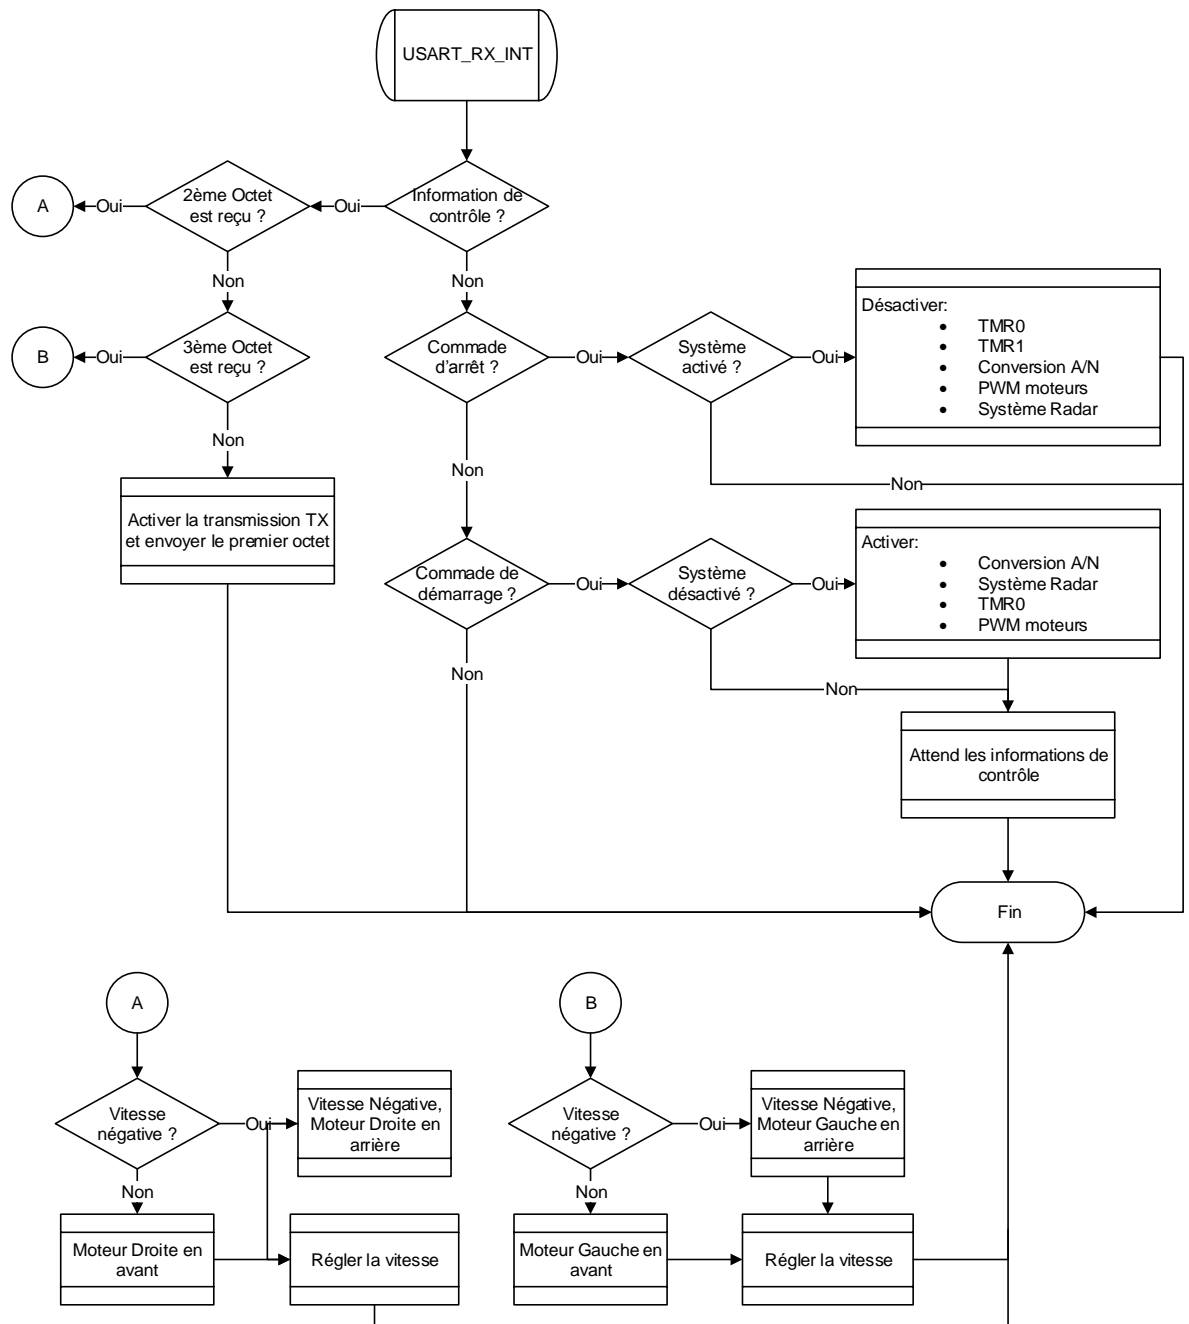 USART_RX_INT
Information de
contrôle ?
Oui
2ème Octet
est reçu ?
Oui
A
Non
Non
3ème Octet
est reçu ?
Oui
B
Commade
d'arrêt ?
Oui
Système
activé ?
Oui
Désactiver:
• TMR0
• TMR1
• Conversion A/N
• PWM moteurs
• Système Radar
Non
Non
Non
Activer la transmission TX
et envoyer le premier octet
Commade de
démarrage ?
Oui
Système
désactivé ?
Oui
Activer:
• Conversion A/N
• Système Radar
• TMR0
• PWM moteurs
Non
Non
Attend les informations de
contrôle
Fin
A
Vitesse
négative ?
Oui
Vitesse Négative,
Moteur Droite en
arrière
Non
Moteur Droite en
avant
Régler la vitesse
B
Vitesse
négative ?
Oui
Vitesse Négative,
Moteur Gauche en
arrière
Non
Moteur Gauche en
avant
Régler la vitesse